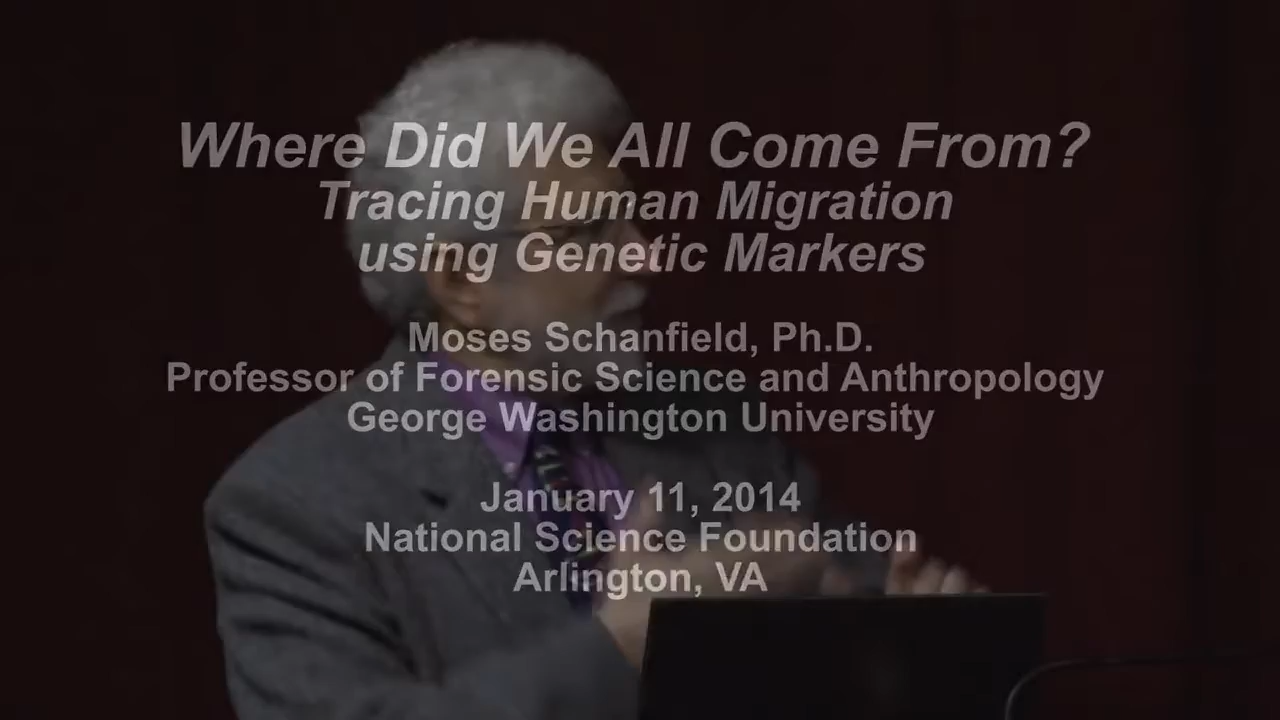 Where Did We All Come From?
Tracing Human Migration
using Genetic Markers
Moses Schanfield, Ph.D.
Professor of Forensic Science and Anthropology
George Washington University
January 11, 2014
National Science Foundation
Arlington, VA